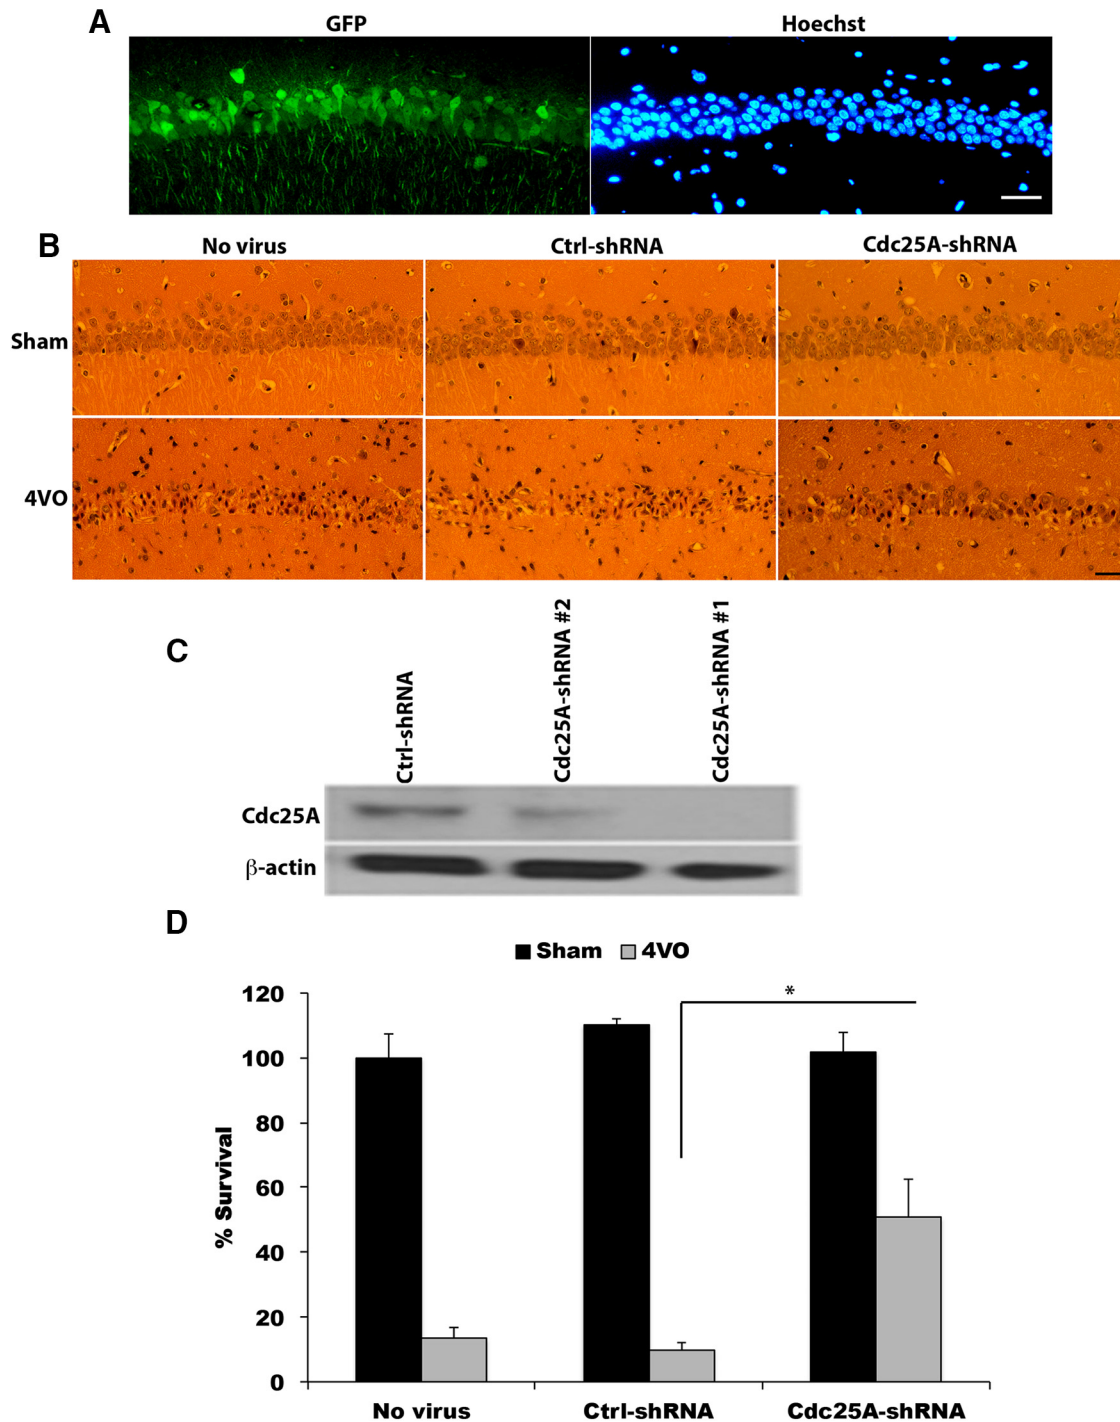 A
GFP
Hoechst
B
No virus
Ctrl-shRNA
Cdc25A-shRNA
Sham
4VO
C
Ctrl-shRNA
Cdc25A-shRNA #2
Cdc25A-shRNA #1
Cdc25A
β-actin
D
Sham
4VO
*
120
100
80
60
40
20
0
% Survival
No virus
Ctrl-shRNA
Cdc25A-shRNA